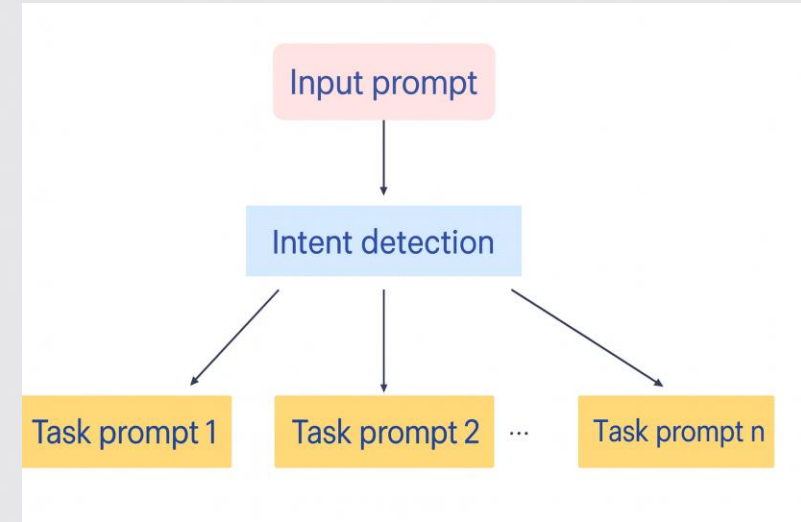 Input prompt
Intent detection
Task prompt 1
Task prompt 2
...
Task prompt n